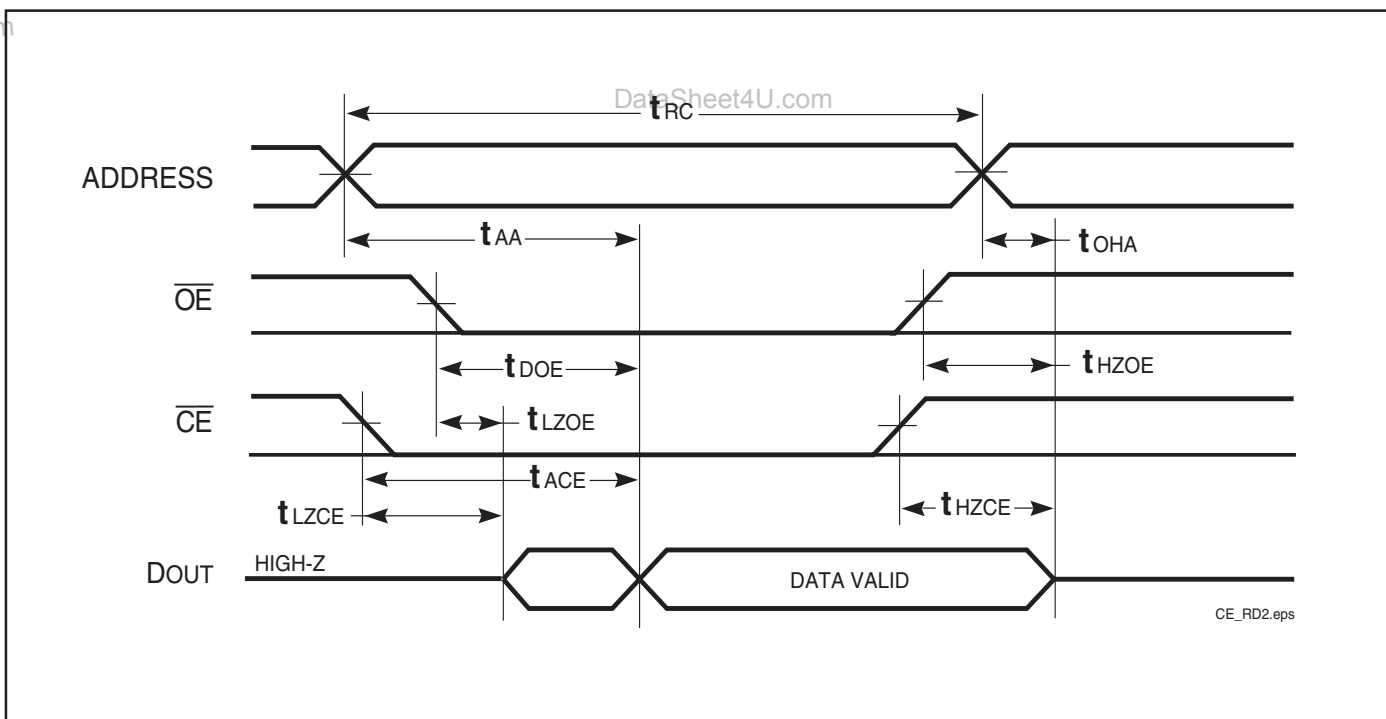 m
DataSheet4U.com
tRC
ADDRESS
tAA
tOHA
OE
tDOE
tHZOE
CE
tLZOE
tACE
tLZCE
tHZCE
DOUT
HIGH-Z
DATA VALID
CE_RD2.eps